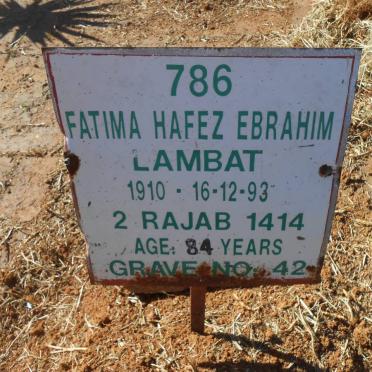 786
FATIMA HAFEZ EBRAHIM
LAMBAT
1910 - 16-12-93
2 RAJAB 1414
AGE. 84 YEARS
GRAVE NO. 42